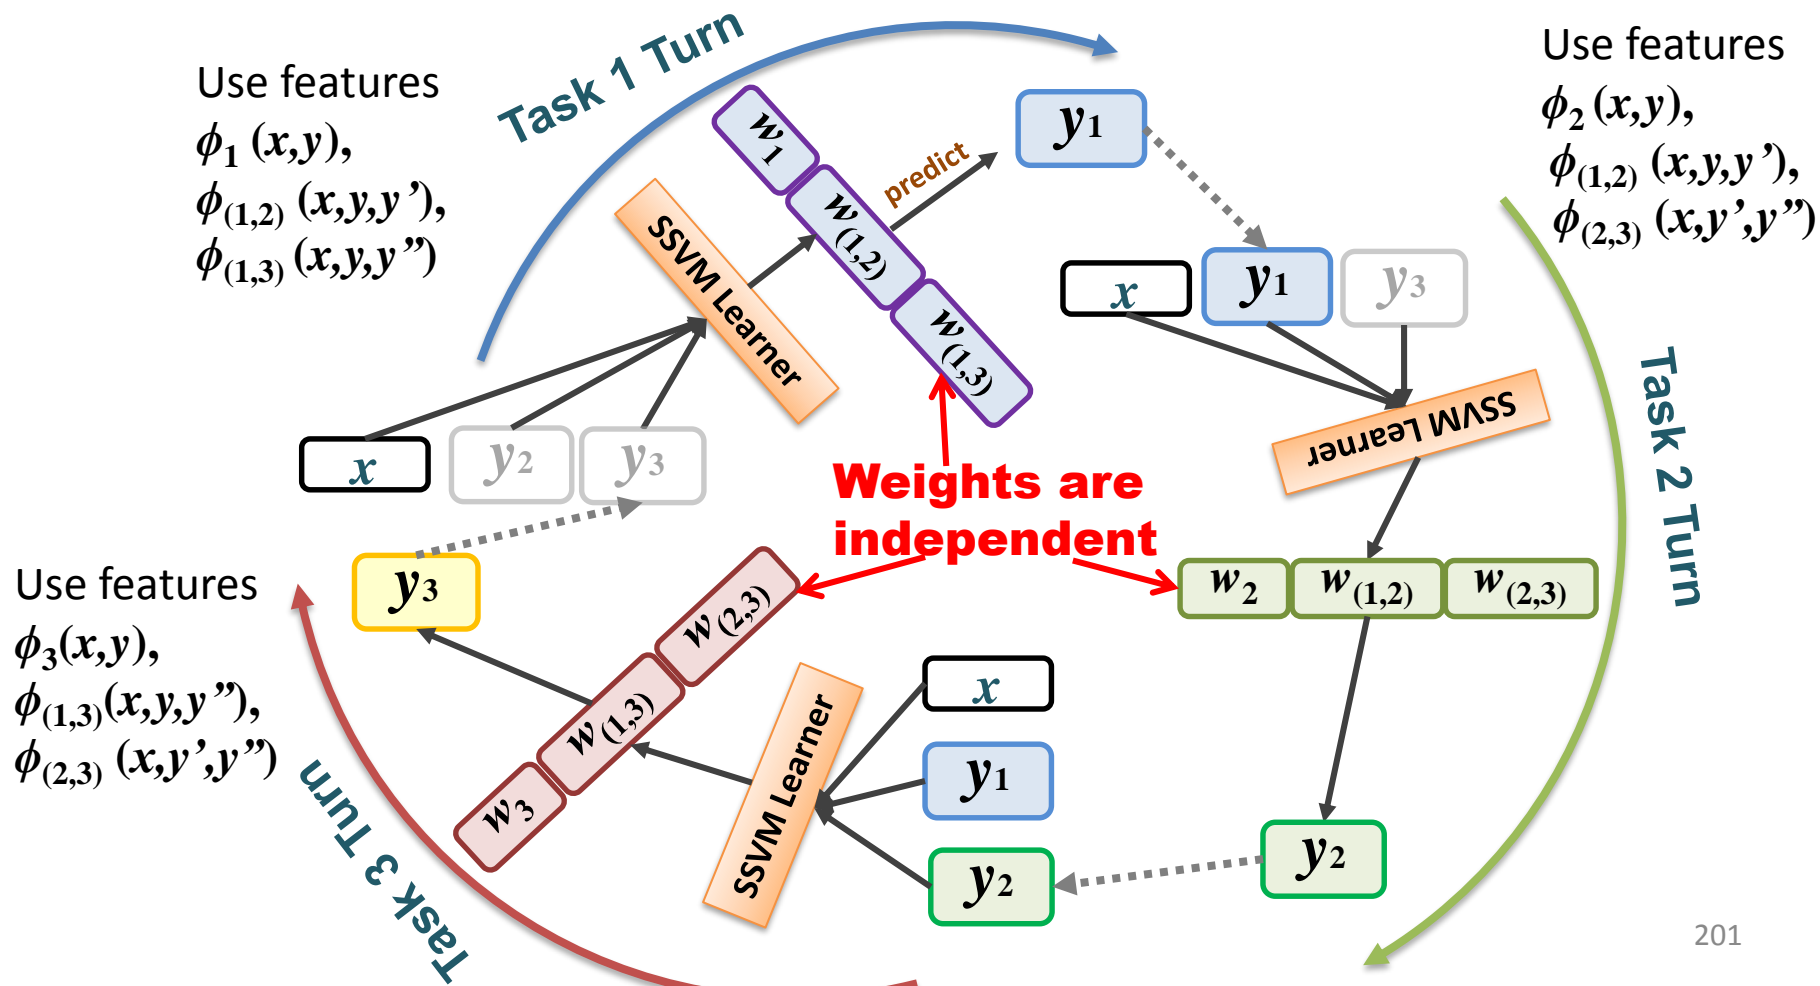 Use features
ϕ1 (x,y),
ϕ(1,2) (x,y,y’),
ϕ(1,3) (x,y,y”)
Task 1 Turn
w1
w(1,2)
w(1,3)
predict
SSVM Learner
x
y2
y3
y1
Use features
ϕ2 (x,y),
ϕ(1,2) (x,y,y’),
ϕ(2,3) (x,y’,y”)
x
y1
y3
SSVM Learner
Task 2 Turn
w2
w(1,2)
w(2,3)
y2
Weights are
independent
x
y1
y2
SSVM Learner
w3
w(1,3)
w(2,3)
y3
Use features
ϕ3(x,y),
ϕ(1,3)(x,y,y”),
ϕ(2,3) (x,y’,y”)
Task 3 Turn
201